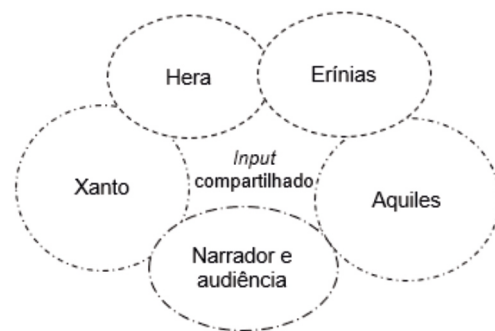 Hera
Erínias
Input
compartilhado
Xanto
Aquiles
Narrador e
audiência